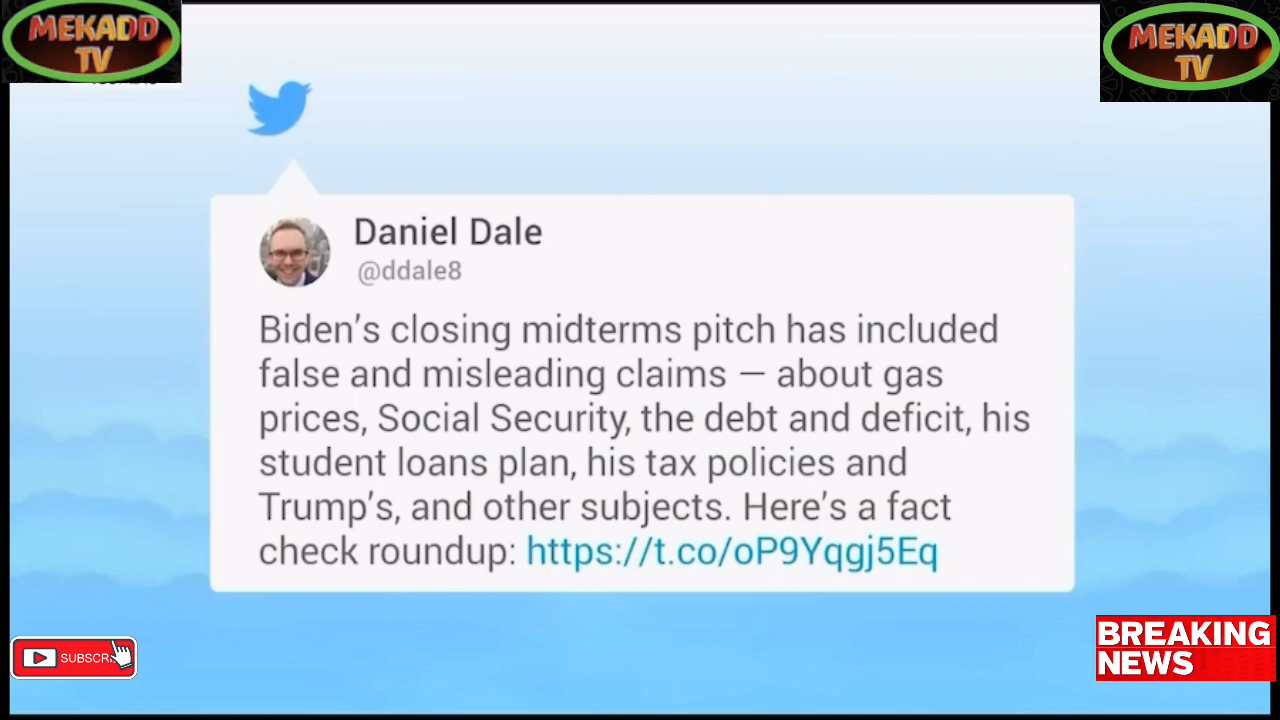 MEKADD
TV
MEKADD
TV
Daniel Dale
@ddale8
Biden's closing midterms pitch has included
false and misleading claims — about gas
prices, Social Security, the debt and deficit, his
student loans plan, his tax policies and
Trump's, and other subjects. Here's a fact
check roundup: https://t.co/oP9Yqgj5Eq
BREAKING
NEWS